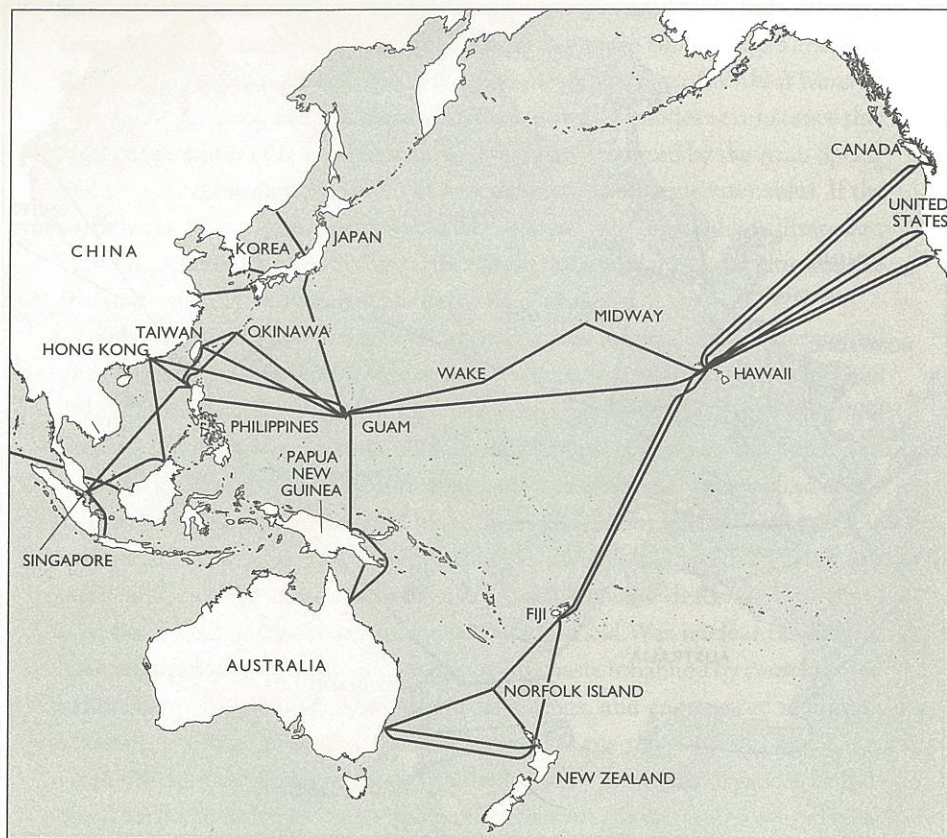 CANADA
UNITED
STATES
CHINA
KOREA
JAPAN
TAIWAN
OKINAWA
HONG KONG
MIDWAY
WAKE
HAWAII
PHILIPPINES
GUAM
PAPUA
NEW
GUINEA
SINGAPORE
FIJI
AUSTRALIA
NORFOLK ISLAND
NEW ZEALAND